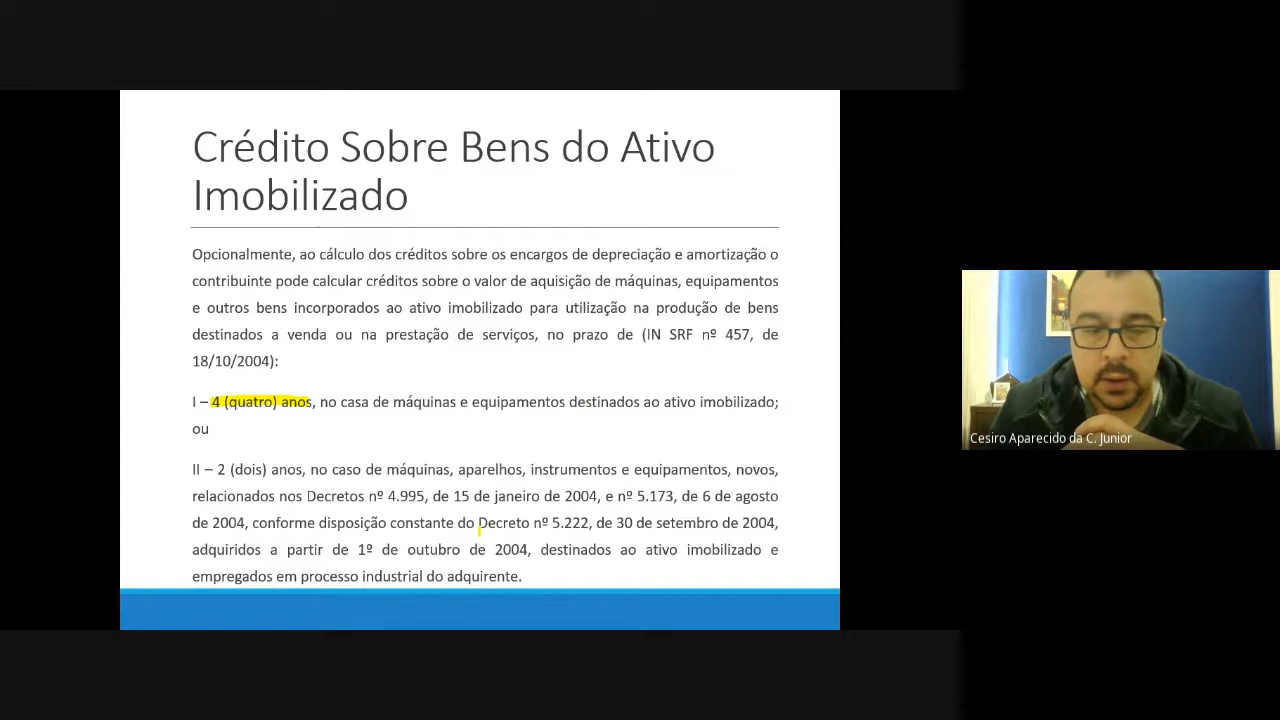 Crédito Sobre Bens do Ativo
Imobilizado
Opcionalmente, ao cálculo dos créditos sobre os encargos de depreciação e amortização o
contribuinte pode calcular créditos sobre o valor de aquisição de máquinas, equipamentos
e outros bens incorporados ao ativo imobilizado para utilização na produção de bens
destinados a venda ou na prestação de serviços, no prazo de (IN SRF nº 457, de
18/10/2004):
I – 4 (quatro) anos, no casa de máquinas e equipamentos destinados ao ativo imobilizado;
ou
II – 2 (dois) anos, no caso de máquinas, aparelhos, instrumentos e equipamentos, novos,
relacionados nos Decretos nº 4.995, de 15 de janeiro de 2004, e nº 5.173, de 6 de agosto
de 2004, conforme disposição constante do Decreto nº 5.222, de 30 de setembro de 2004,
adquiridos a partir de 1º de outubro de 2004, destinados ao ativo imobilizado e
empregados em processo industrial do adquirente.
Cesiro Aparecido da C. Junior